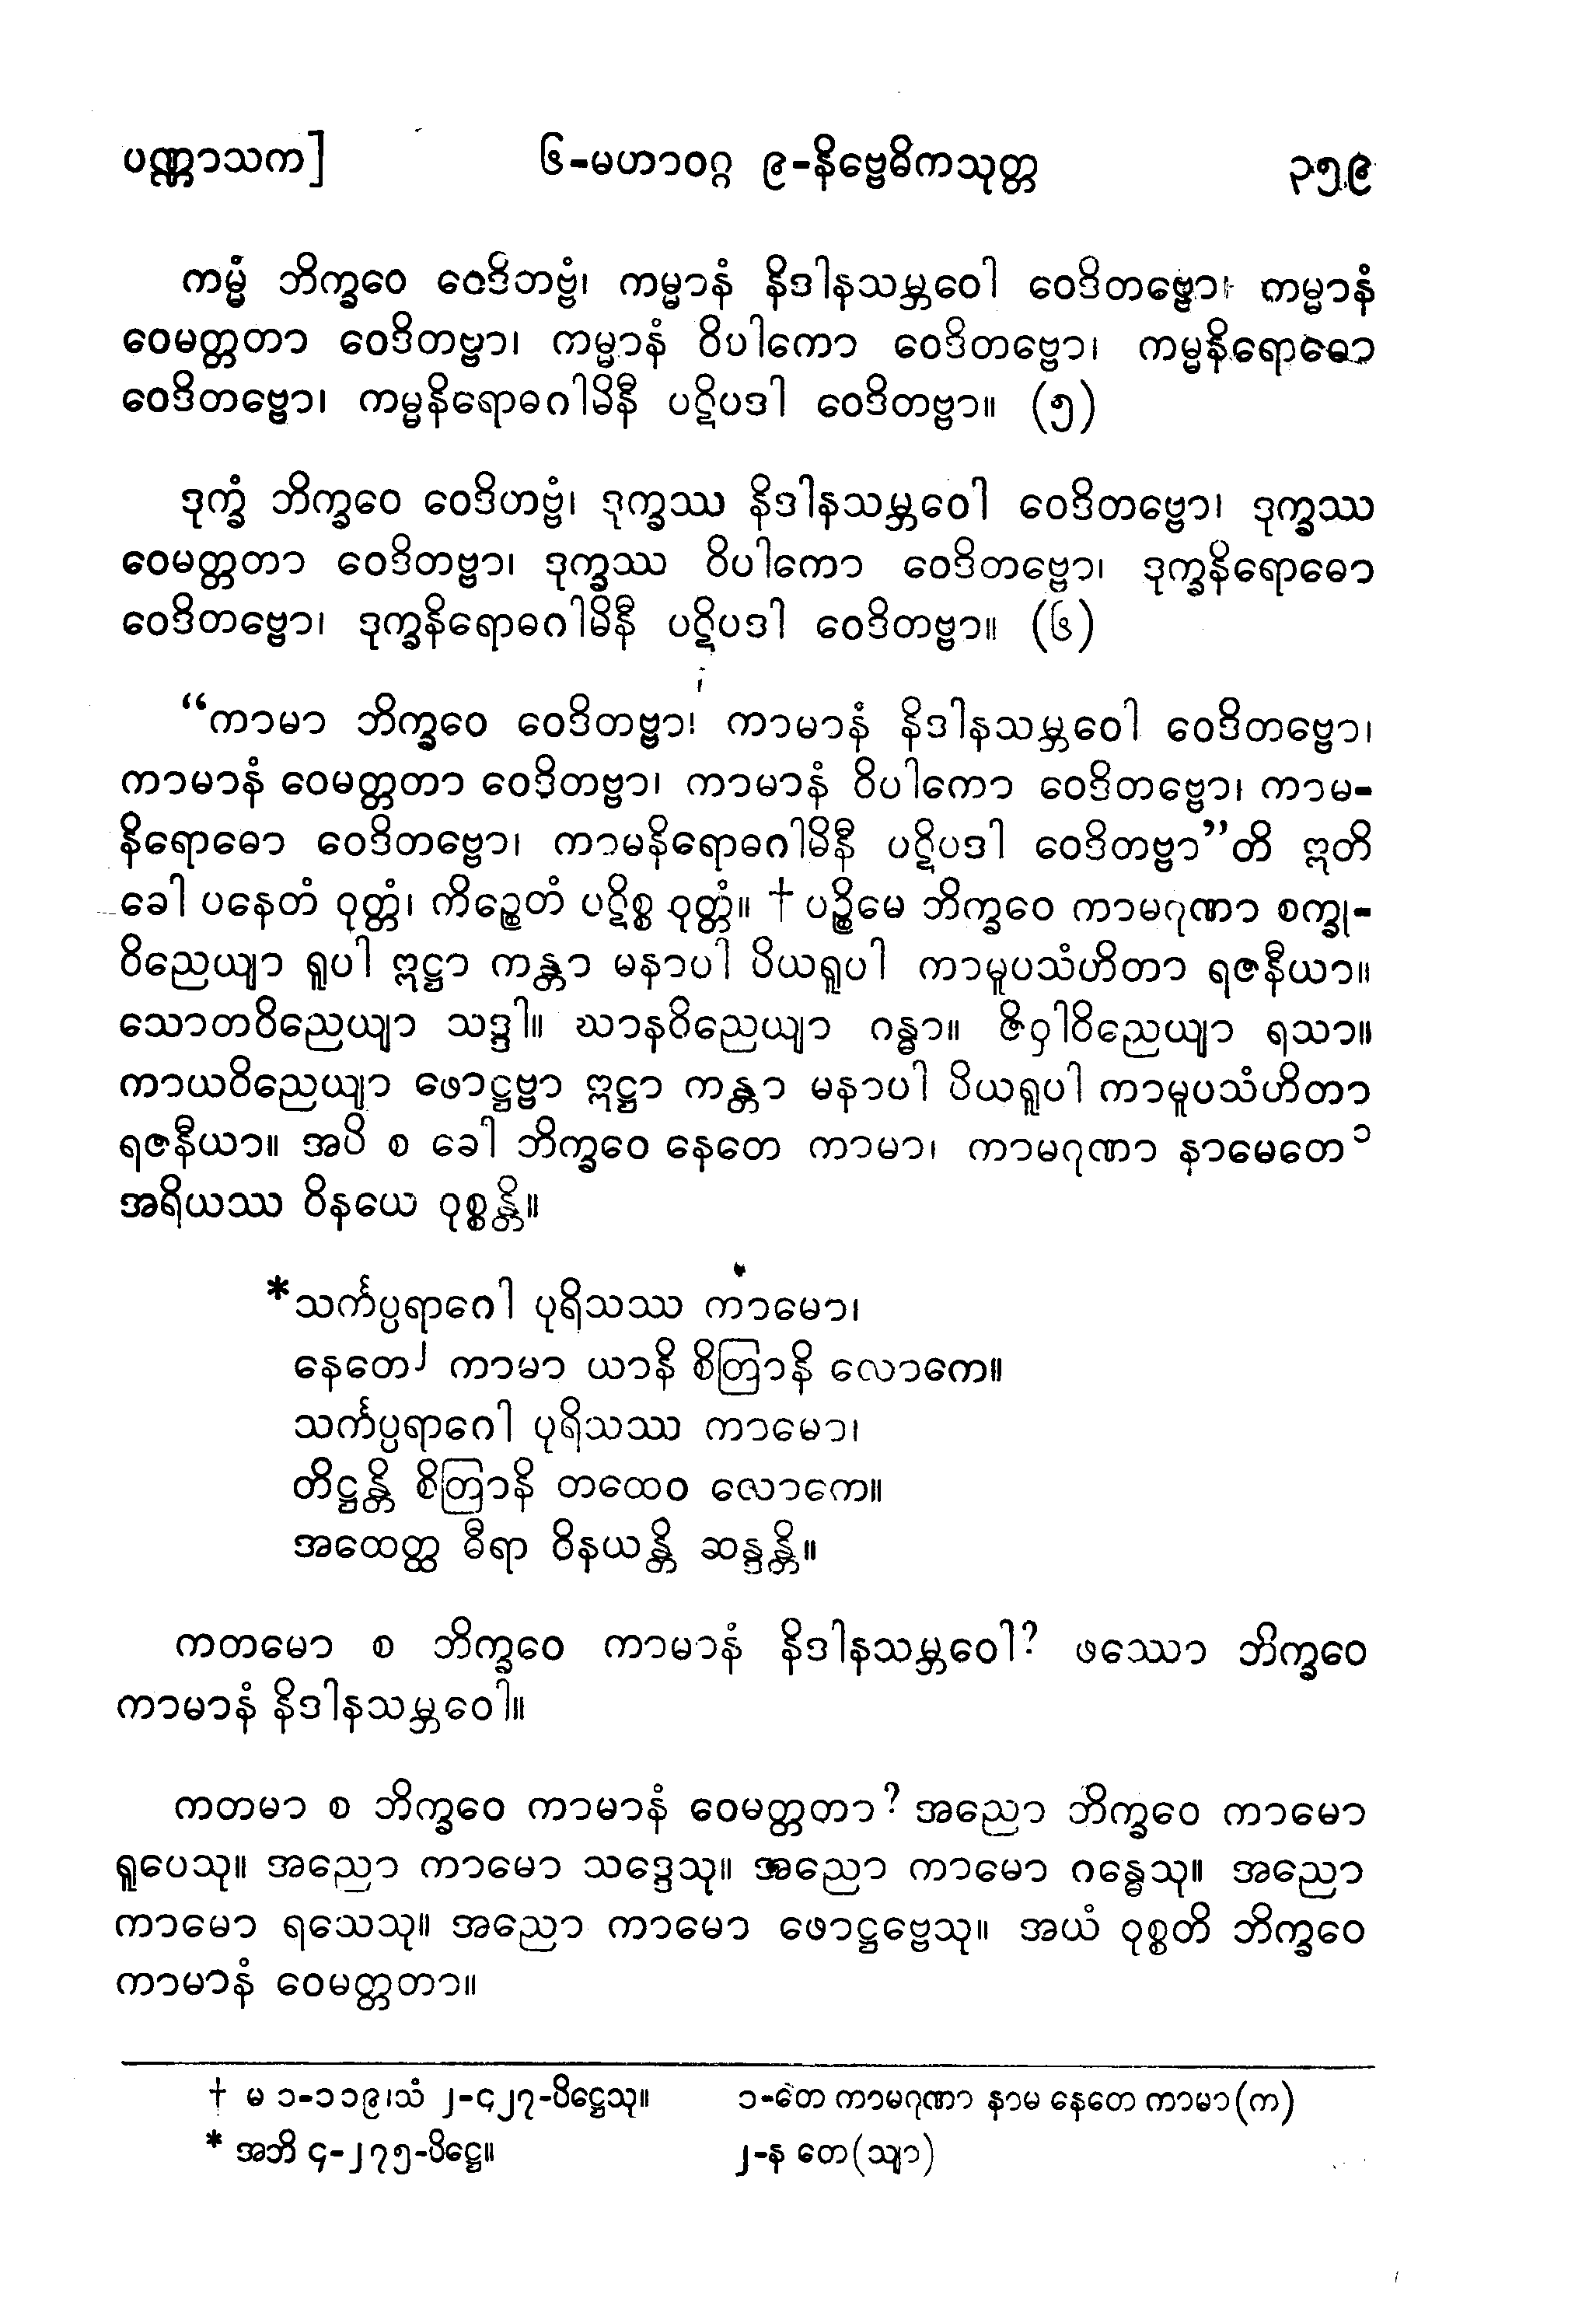 ပဏ္ဏာသက]	၆-မဟာဝဂ္ဂ ၉-နိဗ္ဗေဓိကသုတ္တ	၃၅၉
ကမ္မံ ဘိက္ခဝေ ဝေဒိတဗ္ဗံ၊ ကမ္မာနံ နိဒါနသမ္ဘဝေါ ဝေဒိတဗ္ဗော၊ ကမ္မာနံ
ဝေမတ္တတာ ဝေဒိတဗ္ဗာ၊ ကမ္မာနံ ဝိပါကော ဝေဒိတဗ္ဗော၊ ကမ္မနိရောဓော
ဝေဒိတဗ္ဗော၊ ကမ္မနိရောဓဂါမိနီ ပဋိပဒါ ဝေဒိတဗ္ဗာ။ (၅)
ဒုက္ခံ ဘိက္ခဝေ ဝေဒိတဗ္ဗံ၊ ဒုက္ခဿ နိဒါနသမ္ဘဝေါ ဝေဒိတဗ္ဗော၊ ဒုက္ခဿ
ဝေမတ္တတာ ဝေဒိတဗ္ဗာ၊ ဒုက္ခဿ ဝိပါကော ဝေဒိတဗ္ဗော၊ ဒုက္ခနိရောဓော
ဝေဒိတဗ္ဗော၊ ဒုက္ခနိရောဓဂါမိနီ ပဋိပဒါ ဝေဒိတဗ္ဗာ။ (၆)
“ကာမာ ဘိက္ခဝေ ဝေဒိတဗ္ဗာ၊ ကာမာနံ နိဒါနသမ္ဘဝေါ ဝေဒိတဗ္ဗော၊
ကာမာနံ ဝေမတ္တတာ ဝေဒိတဗ္ဗာ၊ ကာမာနံ ဝိပါကော ဝေဒိတဗ္ဗော၊ ကာမ-
နိရောဓော ဝေဒိတဗ္ဗော၊ ကာမနိရောဓဂါမိနီ ပဋိပဒါ ဝေဒိတဗ္ဗာ”တိ ဣတိ
ခေါ ပနေတံ ဝုတ္တံ၊ ကိဉ္စေတံ ပဋိစ္စ ဝုတ္တံ။ † ပဉ္စိမေ ဘိက္ခဝေ ကာမဂုဏာ စက္ခု-
ဝိညေယျာ ရူပါ ဣဋ္ဌာ ကန္တာ မနာပါ ပိယရူပါ ကာမူပသံဟိတာ ရဇနီယာ။
သောတဝိညေယျာ သဒ္ဒါ။ ဃာနဝိညေယျာ ဂန္ဓာ။ ဇိဝှါဝိညေယျာ ရသာ။
ကာယဝိညေယျာ ဖောဋ္ဌဗ္ဗာ ဣဋ္ဌာ ကန္တာ မနာပါ ပိယရူပါ ကာမူပသံဟိတာ
ရဇနီယာ။ အပိ စ ခေါ ဘိက္ခဝေ နေတေ ကာမာ၊ ကာမဂုဏာ နာမေတေ ၁
အရိယဿ ဝိနယေ ဝုစ္စန္တိ။
*သင်္ကပ္ပရာဂေါ ပုရိသဿ ကာမော၊
နေတေ၂ ကာမာ ယာနိ စိတြာနိ လောကေ။
သင်္ကပ္ပရာဂေါ ပုရိသဿ ကာမော၊
တိဋ္ဌန္တိ စိတြာနိ တထေဝ လောကေ။
အထေတ္ထ ဓီရာ ဝိနယန္တိ ဆန္ဒန္တိ။
ကတမော စ ဘိက္ခဝေ ကာမာနံ နိဒါနသမ္ဘဝေါ? ဖဿော ဘိက္ခဝေ
ကာမာနံ နိဒါနသမ္ဘဝေါ။
ကတမာ စ ဘိက္ခဝေ ကာမာနံ ဝေမတ္တတာ? အညော ဘိက္ခဝေ ကာမော
ရူပေသု။ အညော ကာမော သဒ္ဒေသု။ အညော ကာမော ဂန္ဓေသု။ အညော
ကာမော ရသေသု။ အညော ကာမော ဖောဋ္ဌဗ္ဗေသု။ အယံ ဝုစ္စတိ ဘိက္ခဝေ
ကာမာနံ ဝေမတ္တတာ။
† မ ၁-၁၁၉၊သံ ၂-၄၂၇-ပိဋ္ဌေသု။	၁-တေ ကာမဂုဏာ နာမ နေတေ ကာမာ(က)
* အဘိ ၄-၂၇၅-ပိဋ္ဌေ။	၂-န တေ(သျာ)